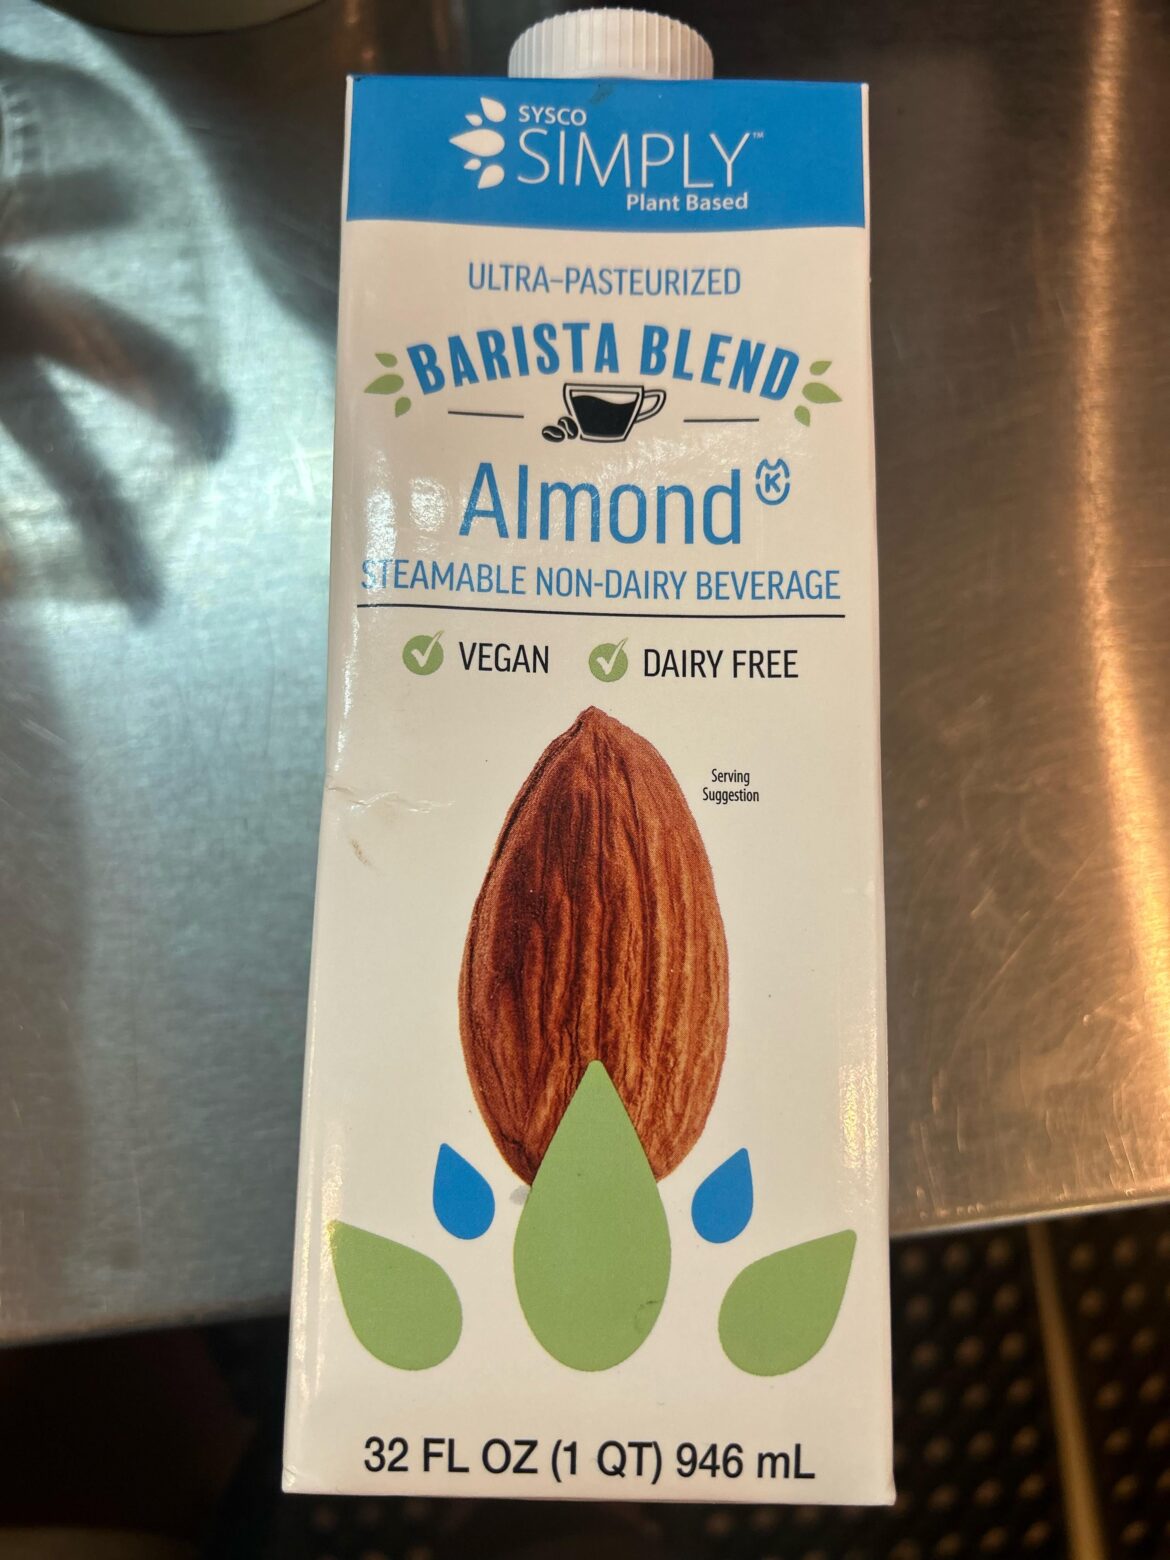 SYSCO
SIMPLY™
Plant Based
ULTRA-PASTEURIZED
BARISTA BLEND
Almond K
STEAMABLE NON-DAIRY BEVERAGE
VEGAN DAIRY FREE
Serving
Suggestion
32 FL OZ (1 QT) 946 mL